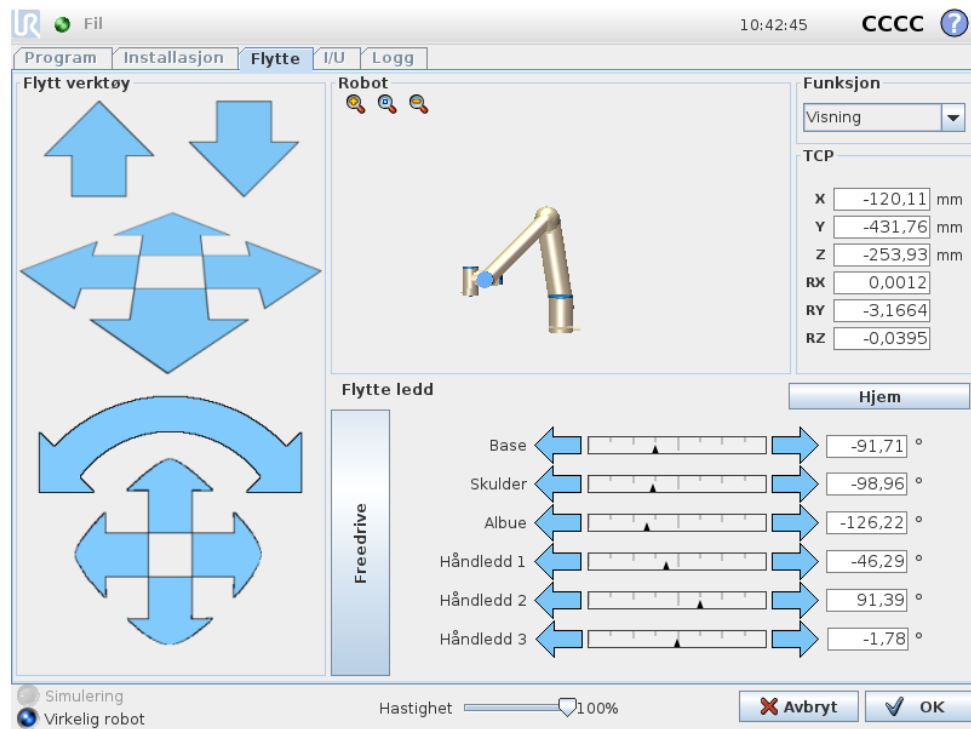 UR Fil 10:42:45 CCCC ?
Program Installasjon Flytte I/U Logg
Flytt verktøy
Robot
Funksjon
Visning
TCP
X -120,11 mm
Y -431,76 mm
Z -253,93 mm
RX 0,0012
RY -3,1664
RZ -0,0395
Flytte ledd
Hjem
Freedrive
Base -91,71 °
Skulder -98,96 °
Albue -126,22 °
Håndledd 1 -46,29 °
Håndledd 2 91,39 °
Håndledd 3 -1,78 °
Simulering
Virkelig robot
Hastighet 100%
Avbryt
OK